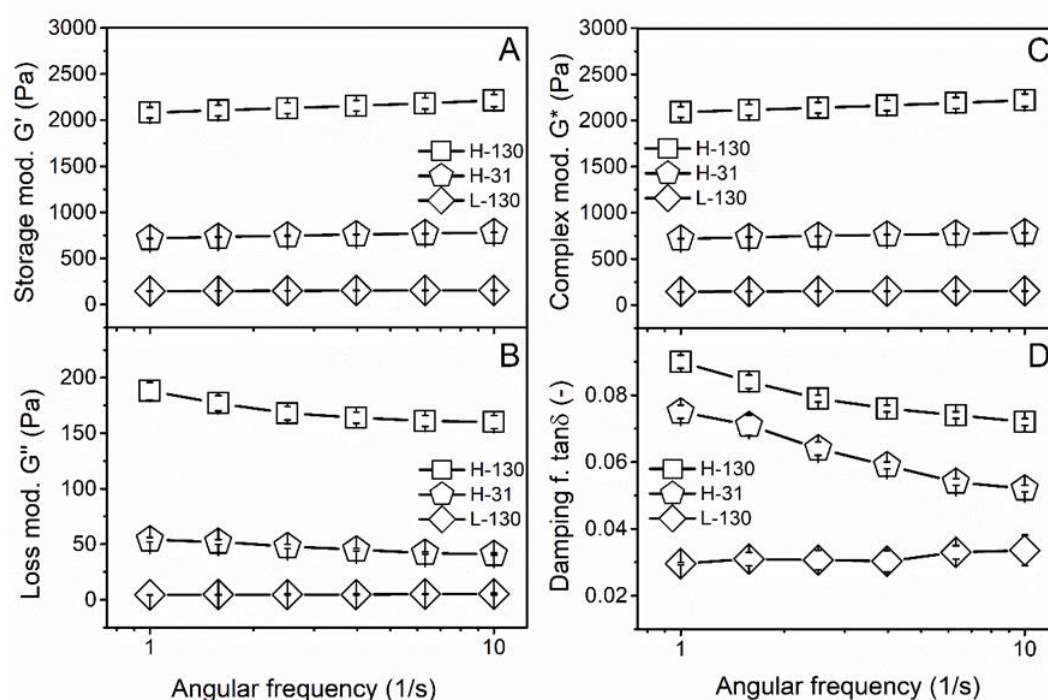 A
Storage mod. G' (Pa)
3000
2500
2000
1500
1000
500
0
H-130
H-31
L-130
C
Complex mod. G* (Pa)
3000
2500
2000
1500
1000
500
0
H-130
H-31
L-130
B
Loss mod. G" (Pa)
200
150
100
50
0
H-130
H-31
L-130
1
10
Angular frequency (1/s)
D
Damping f. tanδ (-)
0.08
0.06
0.04
0.02
H-130
H-31
L-130
1
10
Angular frequency (1/s)